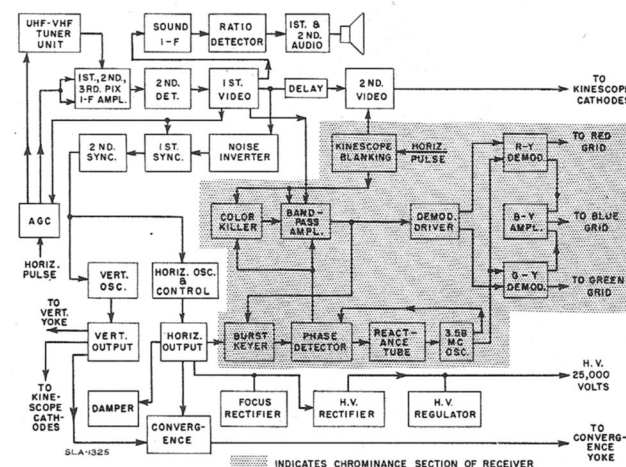 UHF-VHF
TUNER
UNIT
SOUND
I-F
RATIO
DETECTOR
1ST. &
2ND.
AUDIO
1ST., 2ND.,
3RD. PIX
I-F AMPL.
2ND.
DET.
1ST.
VIDEO
DELAY
2ND.
VIDEO
TO
KINESCOPE
CATHODES
2ND.
SYNC.
1ST.
SYNC.
NOISE
INVERTER
KINESCOPE
BLANKING
HORIZ.
PULSE
R-Y
DEMOD.
TO RED
GRID
AGC
HORIZ.
PULSE
COLOR
KILLER
BAND-
PASS
AMPL.
DEMOD.
DRIVER
B-Y
AMPL.
TO BLUE
GRID
VERT.
OSC.
HORIZ. OSC.
&
CONTROL
G-Y
DEMOD.
TO GREEN
GRID
TO
VERT.
YOKE
VERT.
OUTPUT
HORIZ.
OUTPUT
BURST
KEYER
PHASE
DETECTOR
REACT-
ANCE
TUBE
3.58
MC
OSC.
TO
KINE-
SCOPE
CATH-
ODES
DAMPER
FOCUS
RECTIFIER
H.V.
RECTIFIER
H.V.
REGULATOR
H.V.
25,000
VOLTS
CONVERG-
ENCE
TO
CONVERG-
ENCE
YOKE
SLA-1325
INDICATES CHROMINANCE SECTION OF RECEIVER